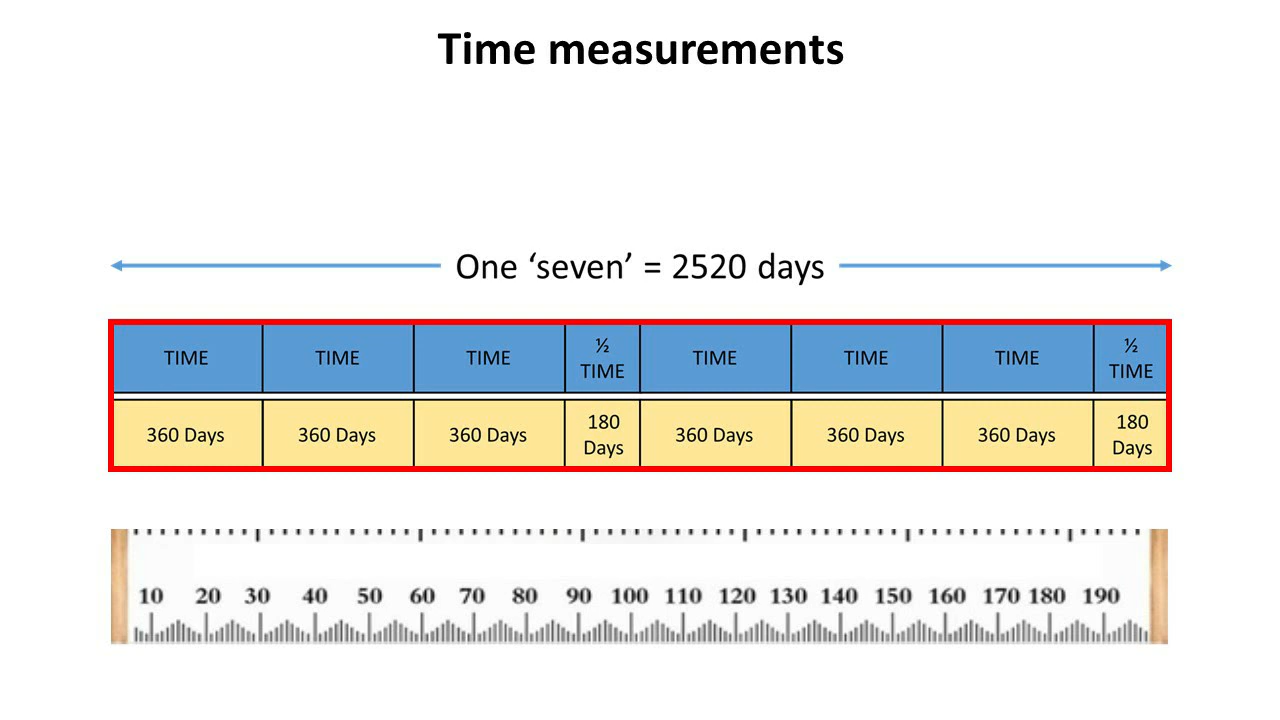 Time measurements
One ‘seven’ = 2520 days
TIME TIME TIME ½ TIME TIME TIME TIME ½ TIME
360 Days 360 Days 360 Days 180 Days 360 Days 360 Days 360 Days 180 Days
10 20 30 40 50 60 70 80 90 100 110 120 130 140 150 160 170 180 190